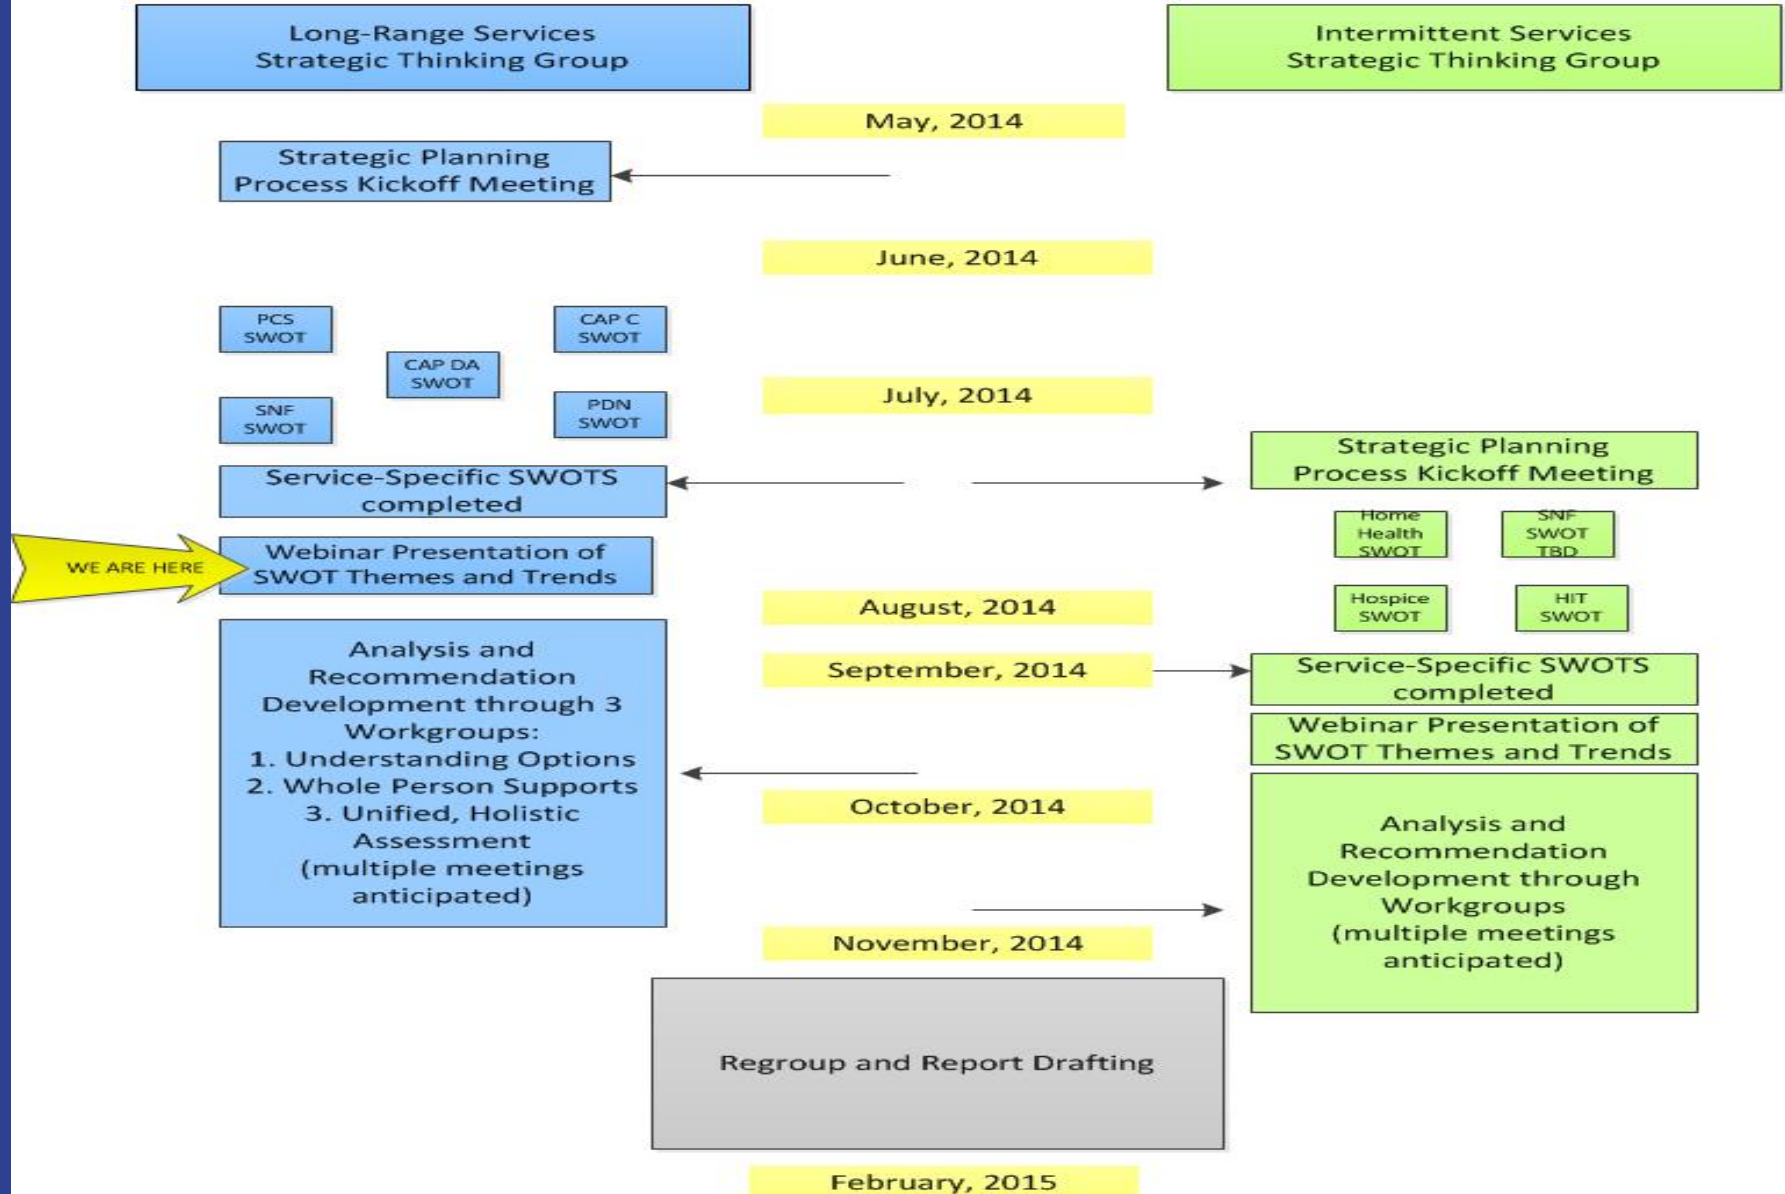 Long-Range Services
Strategic Thinking Group
Intermittent Services
Strategic Thinking Group
May, 2014
Strategic Planning
Process Kickoff Meeting
June, 2014
PCS
SWOT
CAP C
SWOT
CAP DA
SWOT
SNF
SWOT
PDN
SWOT
July, 2014
Service-Specific SWOTS
completed
Strategic Planning
Process Kickoff Meeting
Home
Health
SWOT
SNF
SWOT
TBD
WE ARE HERE
Webinar Presentation of
SWOT Themes and Trends
August, 2014
Hospice
SWOT
HIT
SWOT
Analysis and
Recommendation
Development through 3
Workgroups:
1. Understanding Options
2. Whole Person Supports
3. Unified, Holistic
Assessment
(multiple meetings
anticipated)
September, 2014
Service-Specific SWOTS
completed
Webinar Presentation of
SWOT Themes and Trends
October, 2014
Analysis and
Recommendation
Development through
Workgroups
(multiple meetings
anticipated)
November, 2014
Regroup and Report Drafting
February, 2015